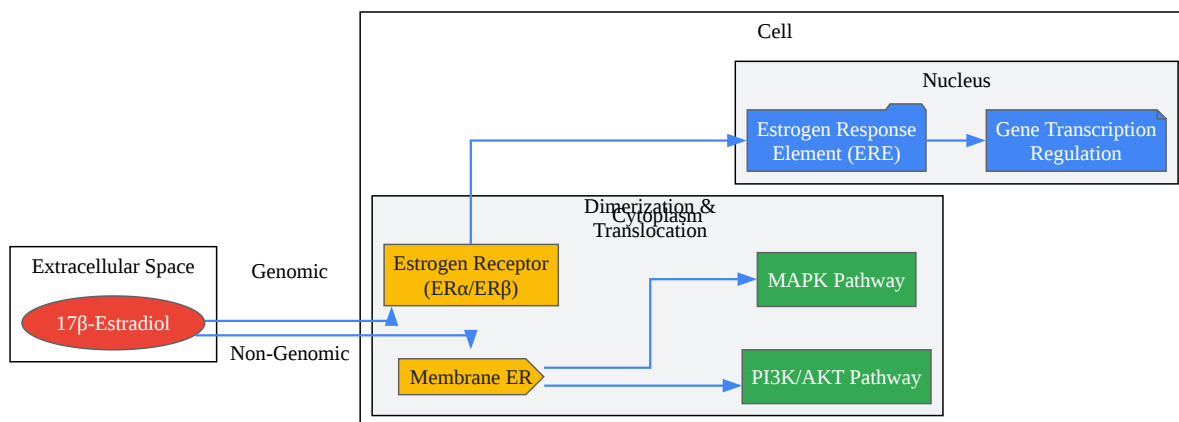 Cell
Nucleus
Estrogen Response
Element (ERE)
Gene Transcription
Regulation
Dimerization &
Translocation
Cytoplasm
Extracellular Space
17β-Estradiol
Genomic
Non-Genomic
Estrogen Receptor
(ERα/ERβ)
Membrane ER
MAPK Pathway
PI3K/AKT Pathway